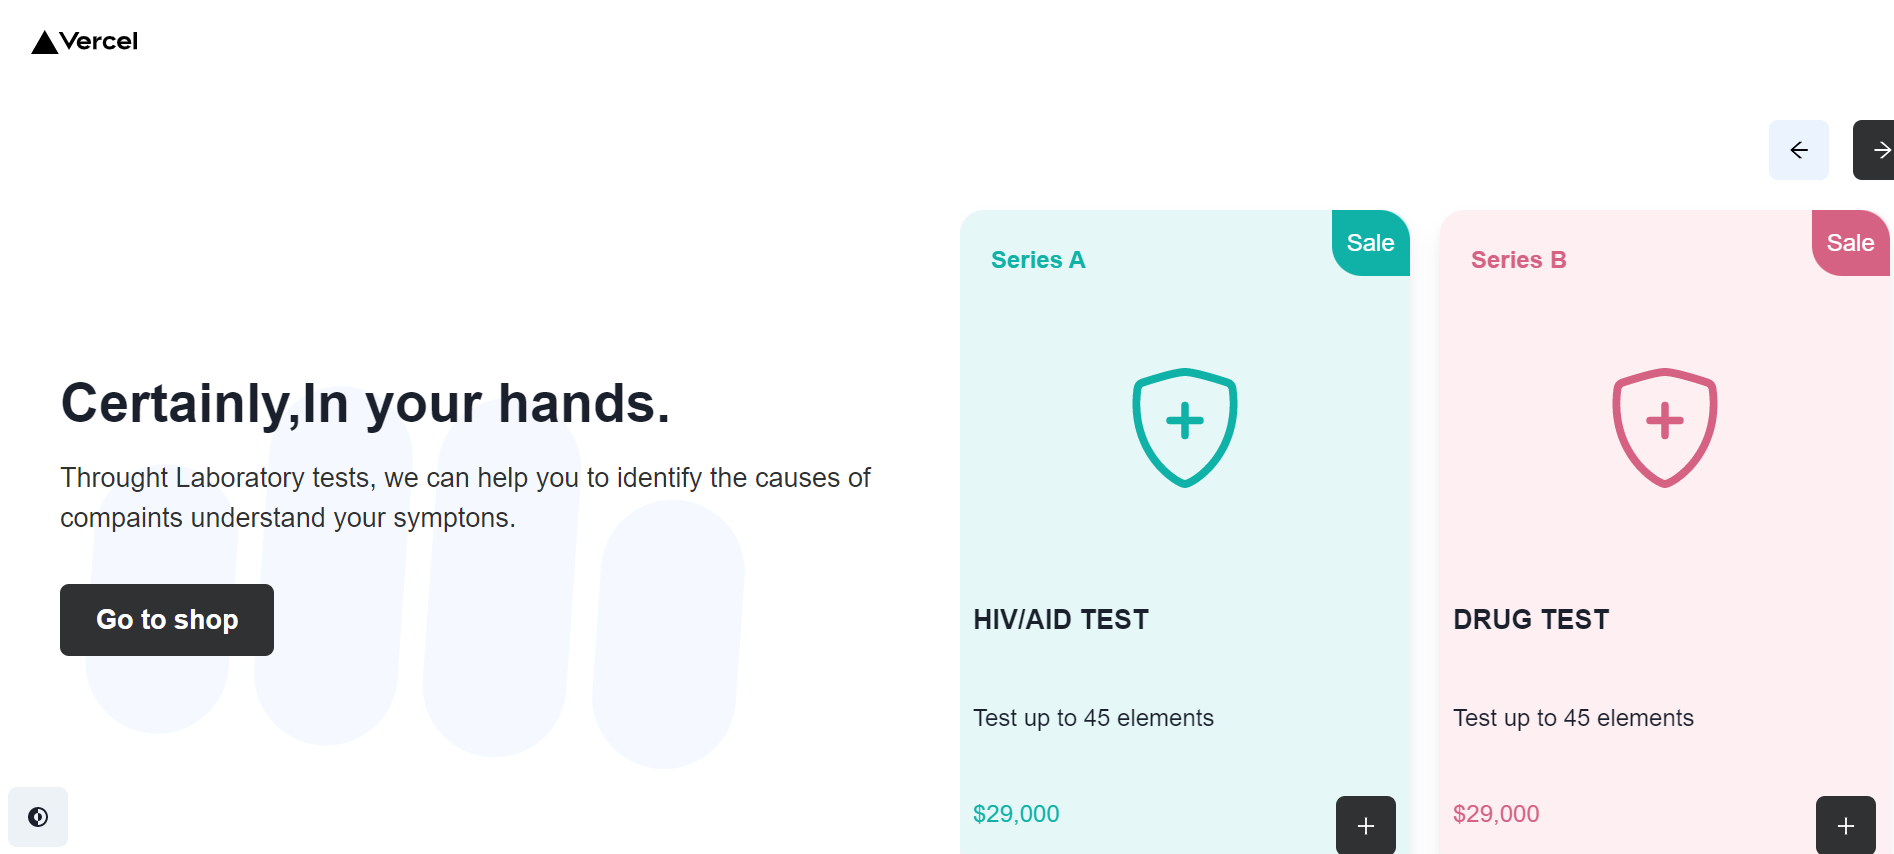 Vercel
Certainly,In your hands.
Throught Laboratory tests, we can help you to identify the causes of
compaints understand your symptons.
Go to shop
Series A
Sale
HIV/AID TEST
Test up to 45 elements
$29,000
Series B
Sale
DRUG TEST
Test up to 45 elements
$29,000